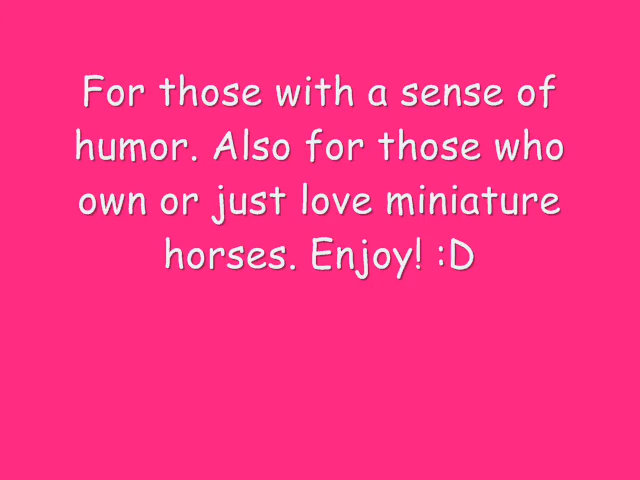 For those with a sense of
humor. Also for those who
own or just love miniature
horses. Enjoy! :D